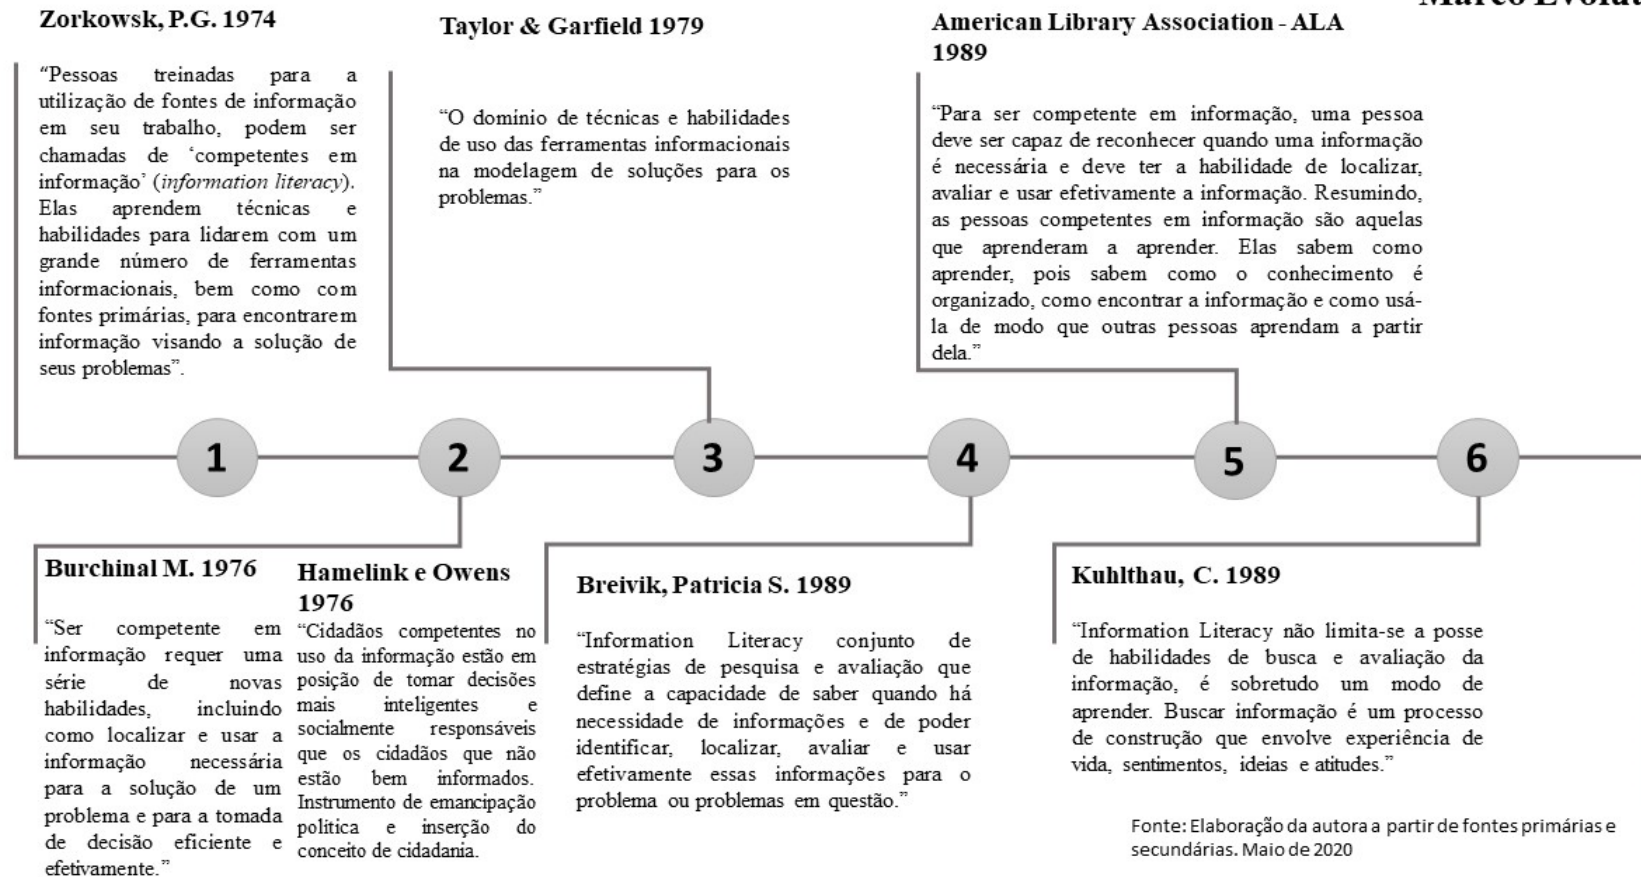 Marco Evolut
Zorkowsk, P.G. 1974
“Pessoas treinadas para a
utilização de fontes de informação
em seu trabalho, podem ser
chamadas de ‘competentes em
informação’ (information literacy).
Elas aprendem técnicas e
habilidades para lidarem com um
grande número de ferramentas
informacionais, bem como com
fontes primárias, para encontrarem
informação visando a solução de
seus problemas”.
Taylor & Garfield 1979
“O domínio de técnicas e habilidades
de uso das ferramentas informacionais
na modelagem de soluções para os
problemas.”
American Library Association - ALA
1989
“Para ser competente em informação, uma pessoa
deve ser capaz de reconhecer quando uma informação
é necessária e deve ter a habilidade de localizar,
avaliar e usar efetivamente a informação. Resumindo,
as pessoas competentes em informação são aquelas
que aprenderam a aprender. Elas sabem como
aprender, pois sabem como o conhecimento é
organizado, como encontrar a informação e como usá-
la de modo que outras pessoas aprendam a partir
dela.”
1
2
3
4
5
6
Burchinal M. 1976
“Ser competente em
informação requer uma
série de novas
habilidades, incluindo
como localizar e usar a
informação necessária
para a solução de um
problema e para a tomada
de decisão eficiente e
efetivamente.”
Hamelink e Owens
1976
“Cidadãos competentes no
uso da informação estão em
posição de tomar decisões
mais inteligentes e
socialmente responsáveis
que os cidadãos que não
estão bem informados.
Instrumento de emancipação
política e inserção do
conceito de cidadania.
Breivik, Patricia S. 1989
“Information Literacy conjunto de
estratégias de pesquisa e avaliação que
define a capacidade de saber quando há
necessidade de informações e de poder
identificar, localizar, avaliar e usar
efetivamente essas informações para o
problema ou problemas em questão.”
Kuhlthau, C. 1989
“Information Literacy não limita-se a posse
de habilidades de busca e avaliação da
informação, é sobretudo um modo de
aprender. Buscar informação é um processo
de construção que envolve experiência de
vida, sentimentos, ideias e atitudes.”
Fonte: Elaboração da autora a partir de fontes primárias e
secundárias. Maio de 2020